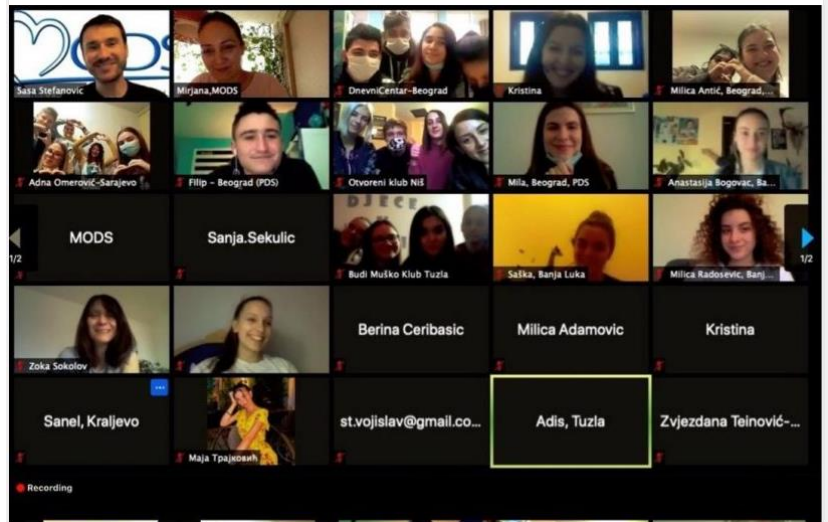 MODS
Sasa Stefanovic
Mirjana,MODS
DnevniCentar-Beograd
Kristina
Milica Antić, Beograd,...
Adna Omerović-Sarajevo
Filip - Beograd (PDS)
Otvoreni klub Niš
Mila, Beograd, PDS
Anastasija Bogovac, Ba...
1/2
MODS
Sanja.Sekulic
DJECE
Budi Muško Klub Tuzla
Saška, Banja Luka
Milica Radosevic, Banj...
1/2
Zoka Sokolov
Berina Ceribasic
Milica Adamovic
Kristina
Sanel, Kraljevo
...
Маја Трајковић
st.vojislav@gmail.co...
Adis, Tuzla
Zvjezdana Teinović-...
Recording